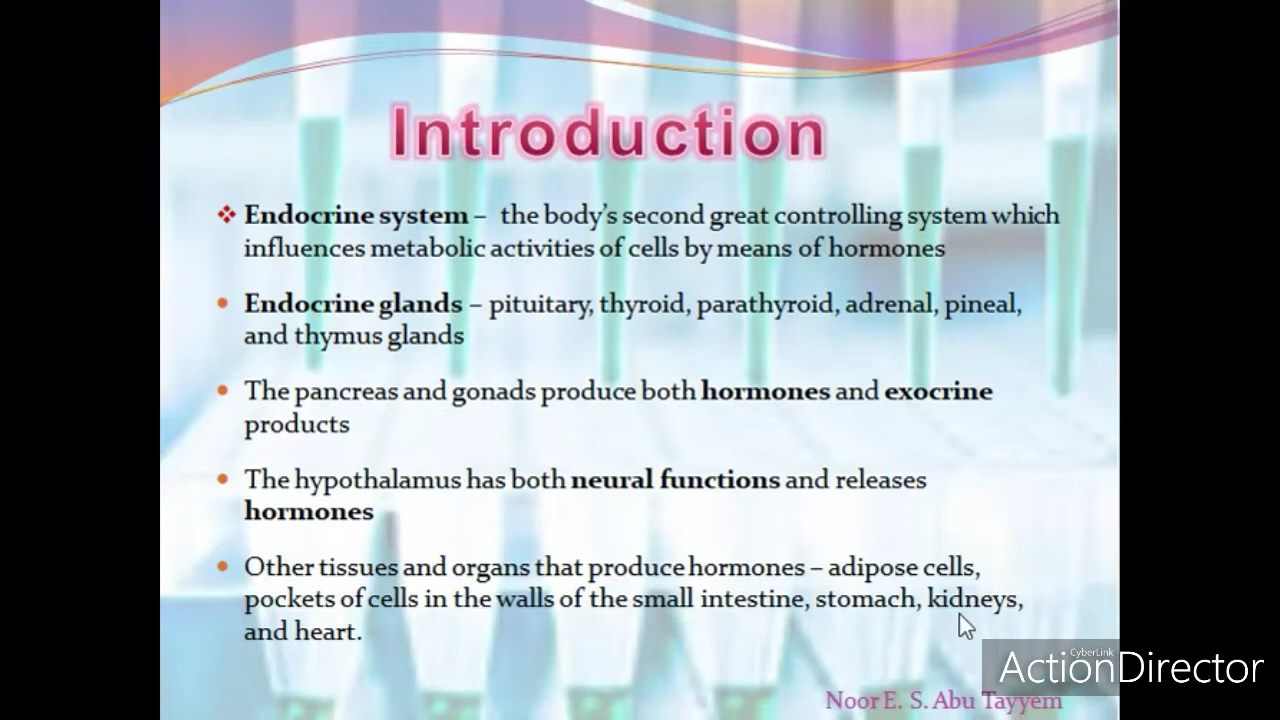 Introduction
❖ Endocrine system – the body's second great controlling system which
influences metabolic activities of cells by means of hormones
• Endocrine glands – pituitary, thyroid, parathyroid, adrenal, pineal,
and thymus glands
• The pancreas and gonads produce both hormones and exocrine
products
• The hypothalamus has both neural functions and releases
hormones
• Other tissues and organs that produce hormones – adipose cells,
pockets of cells in the walls of the small intestine, stomach, kidneys,
and heart.
CyberLink
ActionDirector
Noor E. S. Abu Tayyem